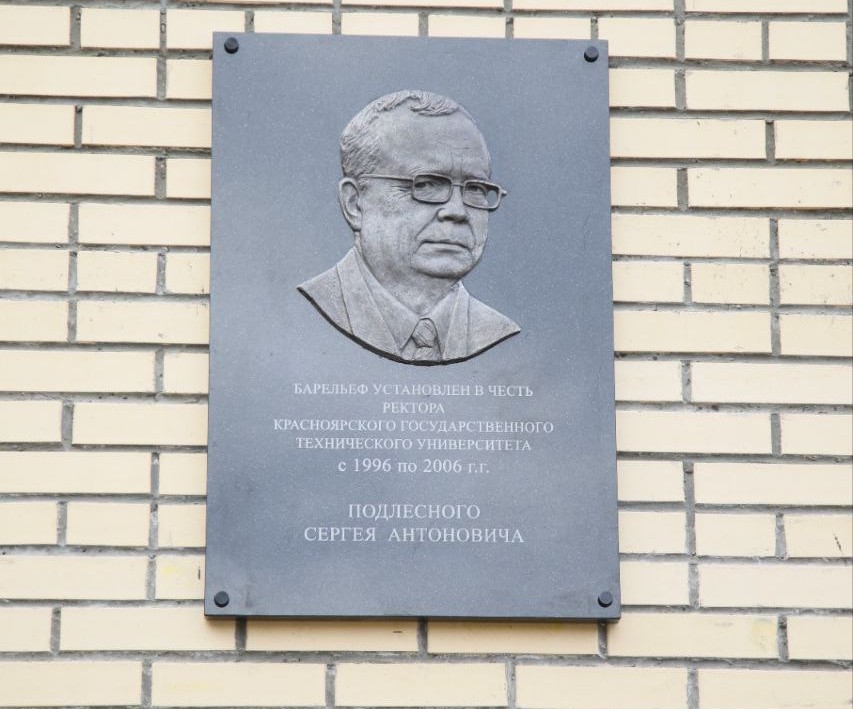 БАРЕЛЬЕФ УСТАНОВЛЕН В ЧЕСТЬ
РЕКТОРА
КРАСНОЯРСКОГО ГОСУДАРСТВЕННОГО
ТЕХНИЧЕСКОГО УНИВЕРСИТЕТА
с 1996 по 2006 г.г.
ПОДЛЕСНОГО
СЕРГЕЯ АНТОНОВИЧА